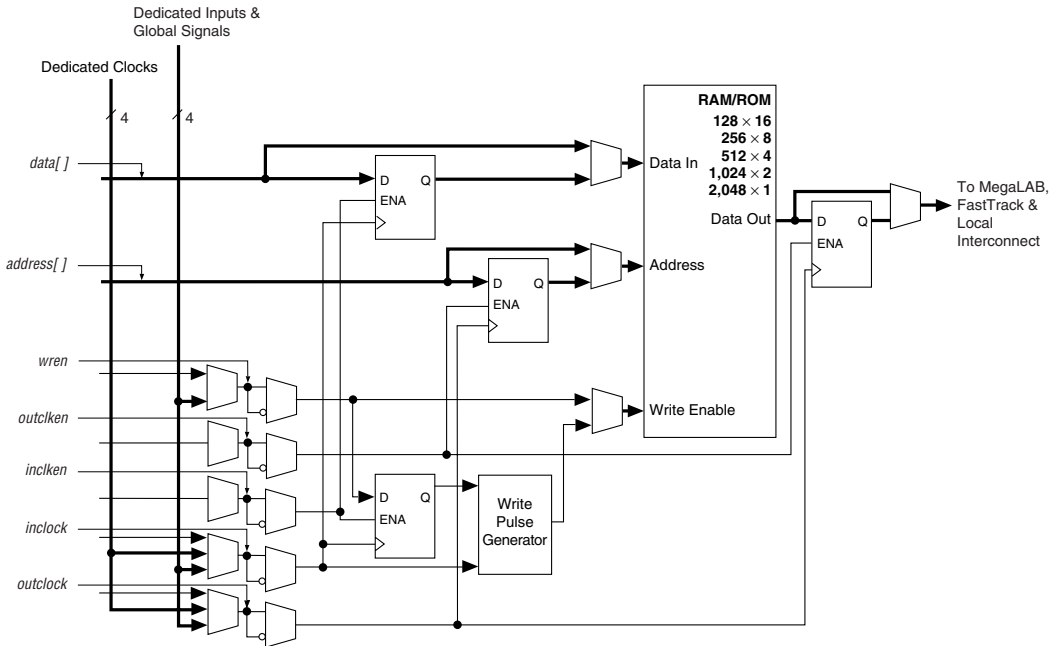 Dedicated Inputs &
Global Signals
Dedicated Clocks
4
4
RAM/ROM
128 × 16
256 × 8
512 × 4
1,024 × 2
2,048 × 1
data[ ]
Data In
D Q
ENA
To MegaLAB,
FastTrack &
Local
Interconnect
Data Out
D Q
ENA
address[ ]
Address
D Q
ENA
wren
Write Enable
outclken
inclken
D Q
ENA
Write
Pulse
Generator
inclock
outclock